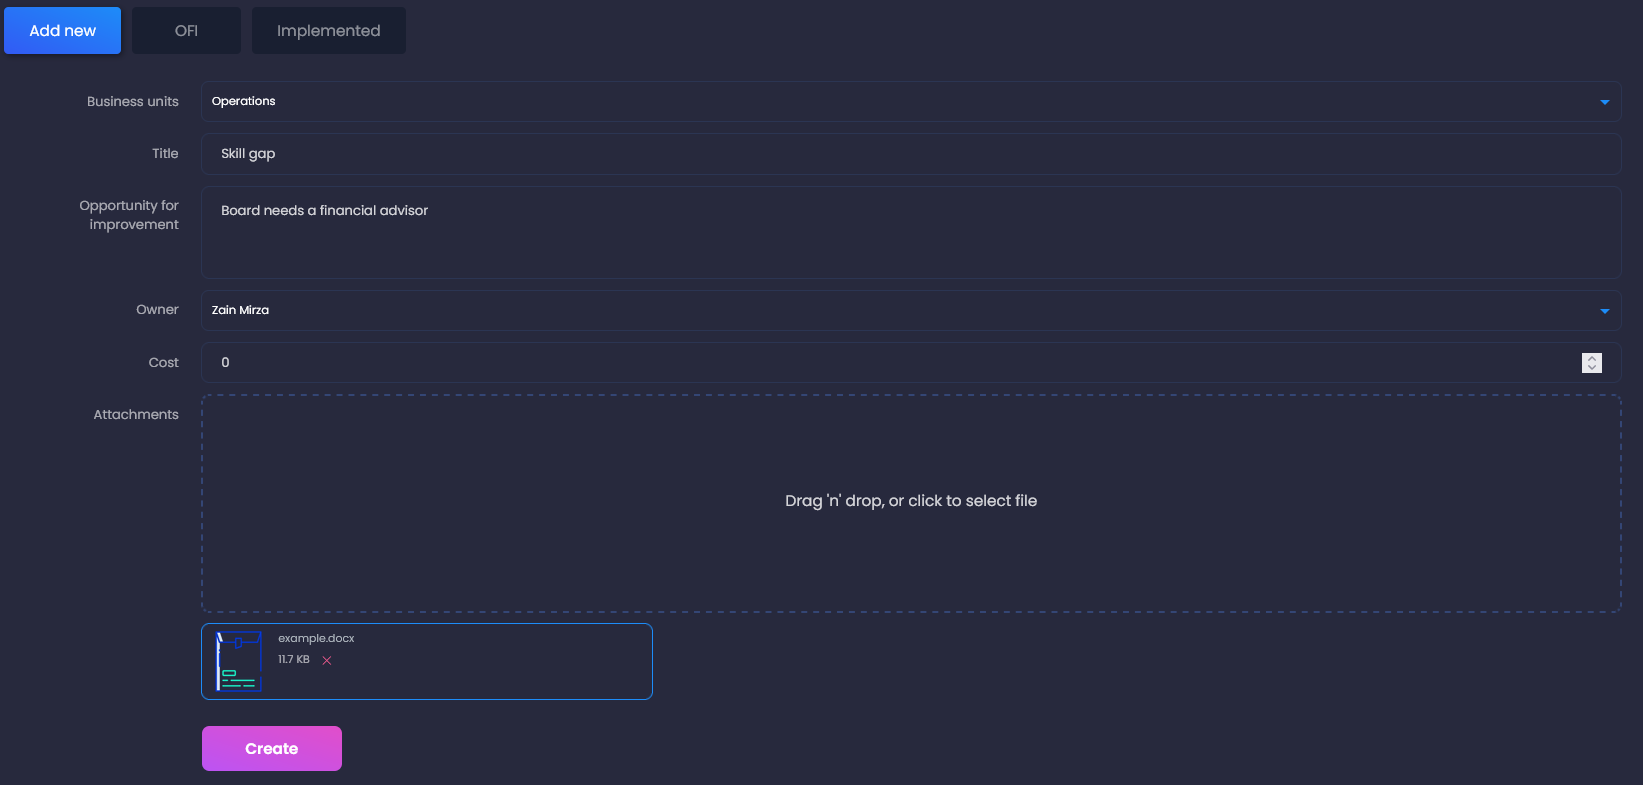 Add new
OFI
Implemented
Business units
Operations
Title
Skill gap
Opportunity for
improvement
Board needs a financial advisor
Owner
Zain Mirza
Cost
0
Attachments
Drag 'n' drop, or click to select file
example.docx
11.7 KB
Create